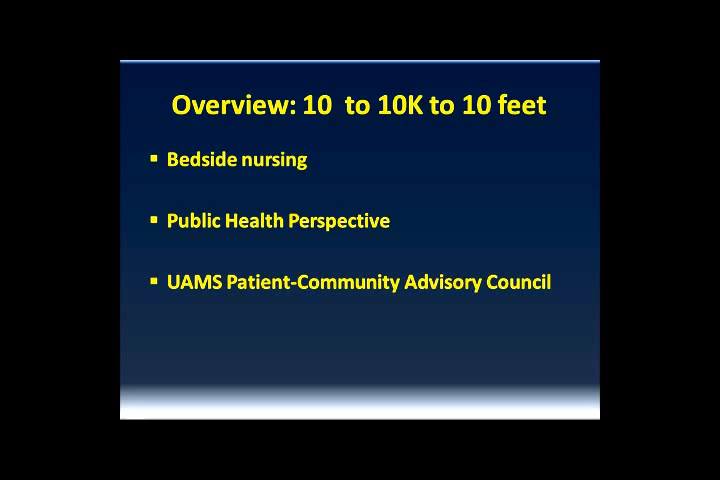 Overview: 10 to 10K to 10 feet
▪ Bedside nursing
▪ Public Health Perspective
▪ UAMS Patient-Community Advisory Council